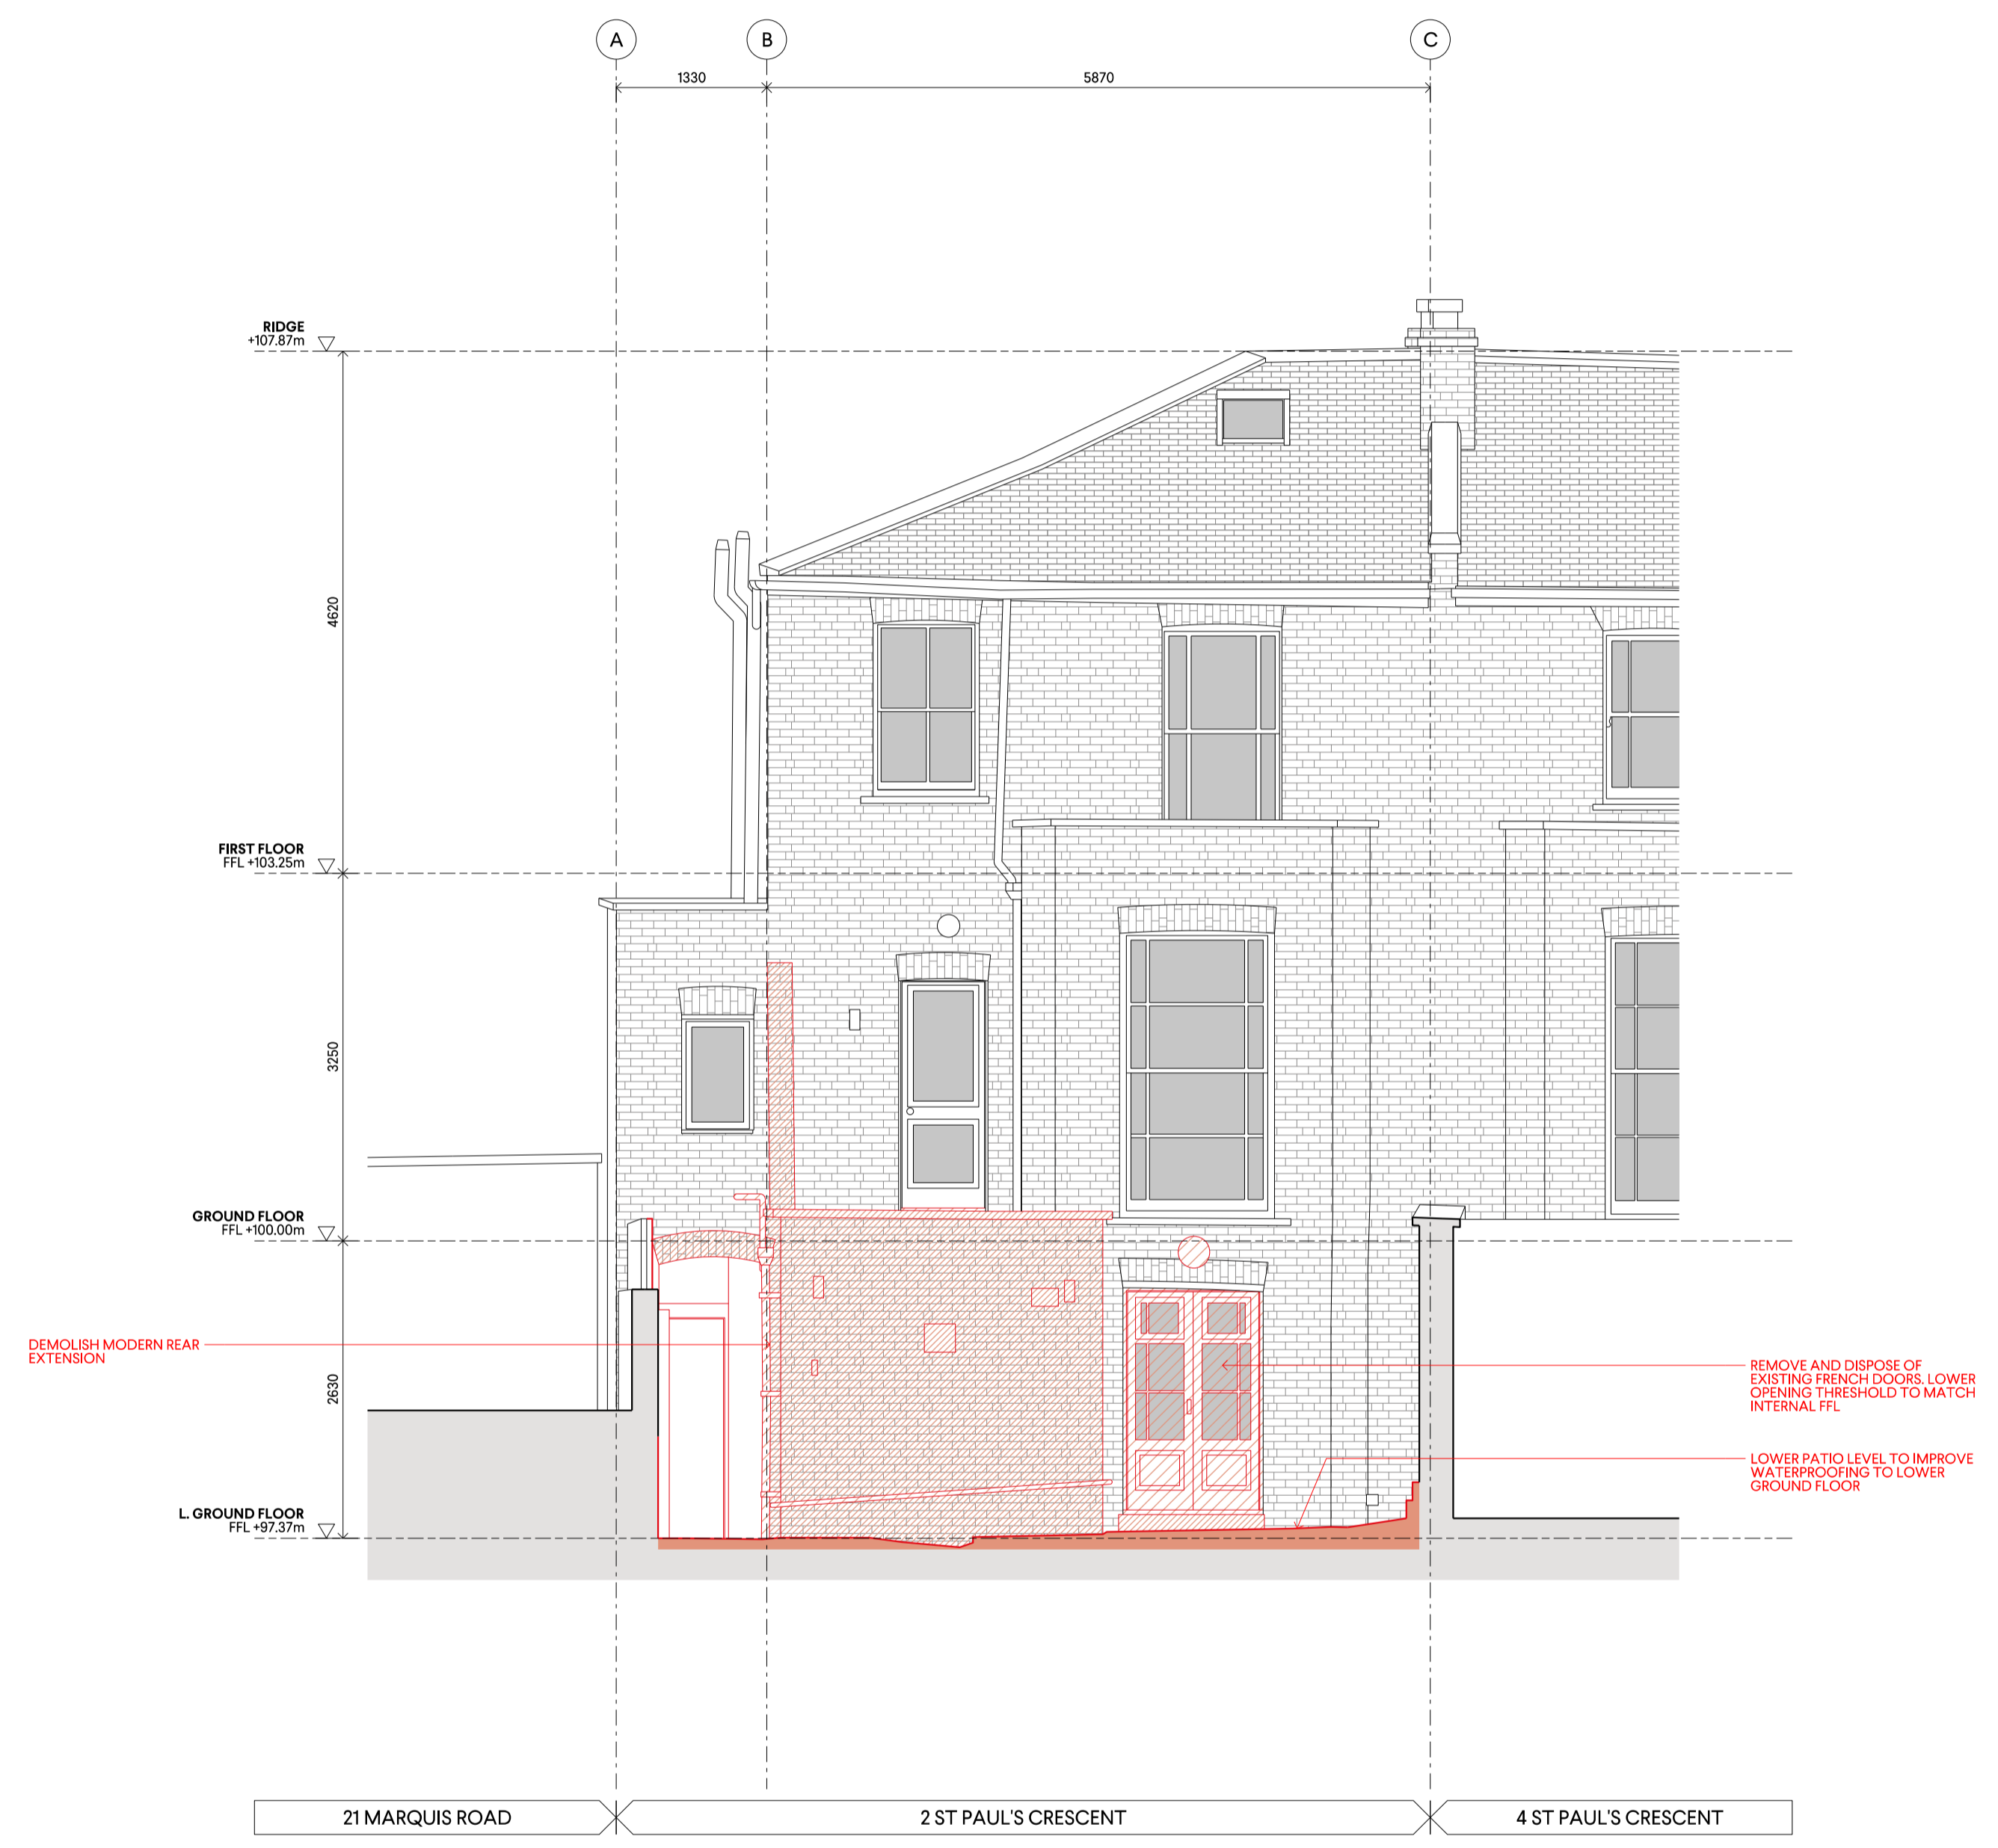 A
B
C
1330
5870
RIDGE
+107.87m
4620
FIRST FLOOR
FFL +103.25m
3250
GROUND FLOOR
FFL +100.00m
DEMOLISH MODERN REAR
EXTENSION
2630
REMOVE AND DISPOSE OF
EXISTING FRENCH DOORS. LOWER
OPENING THRESHOLD TO MATCH
INTERNAL FFL
LOWER PATIO LEVEL TO IMPROVE
WATERPROOFING TO LOWER
GROUND FLOOR
L. GROUND FLOOR
FFL +97.37m
21 MARQUIS ROAD
2 ST PAUL'S CRESCENT
4 ST PAUL'S CRESCENT